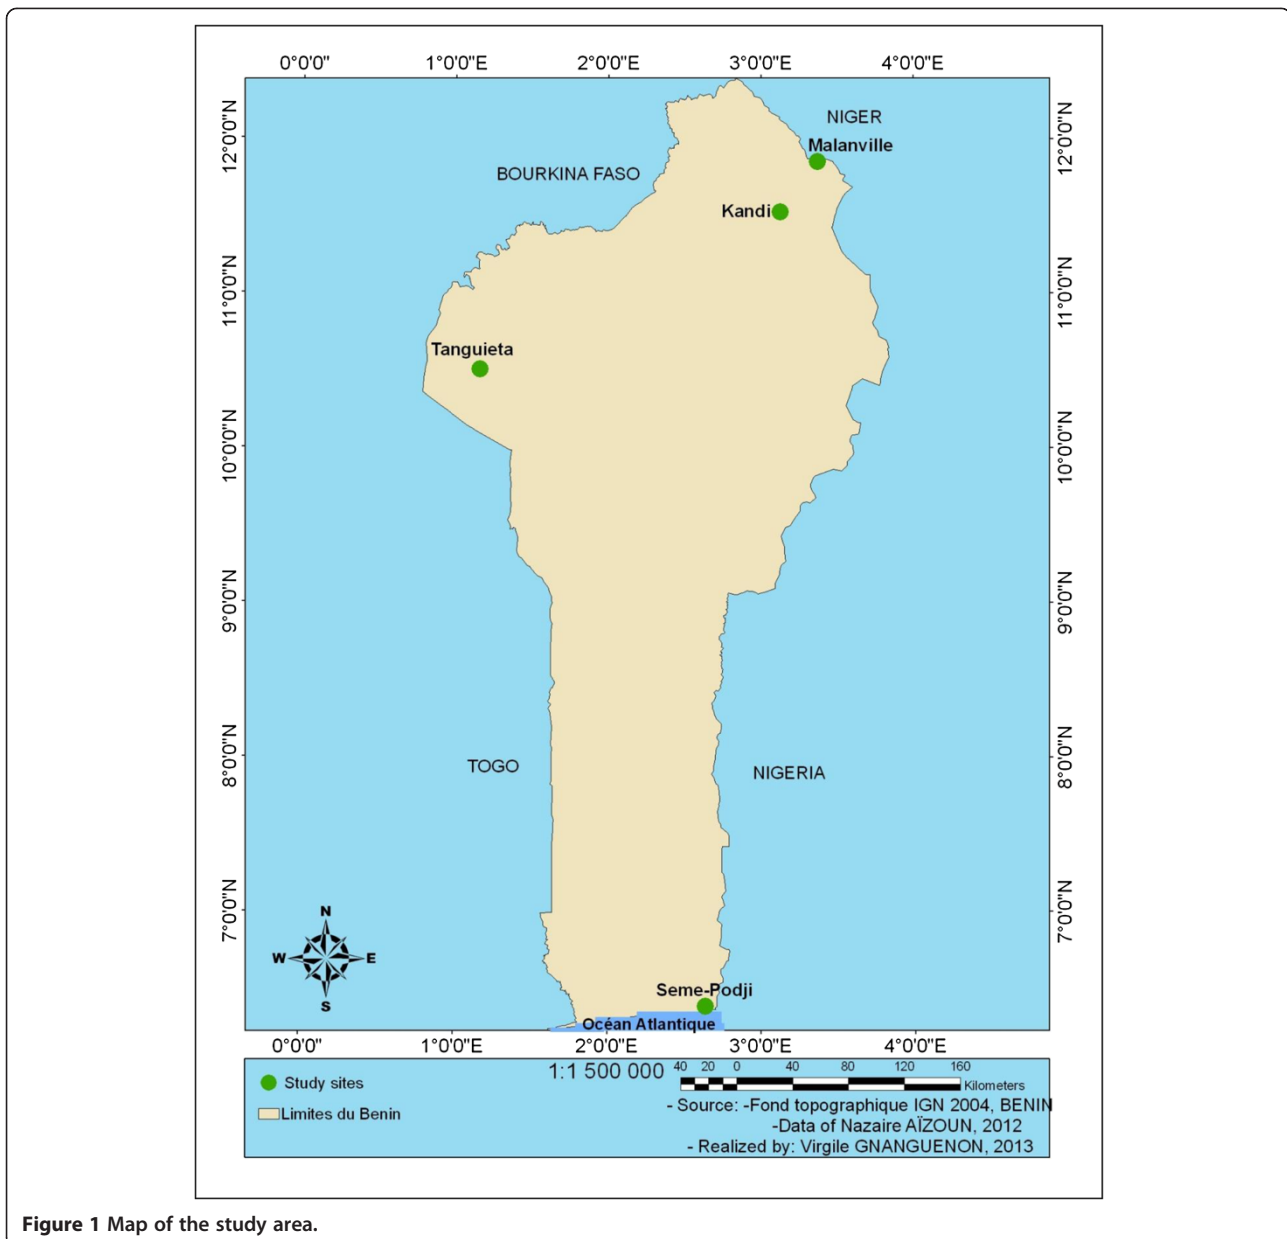 0°0'0" 1°0'0"E 2°0'0"E 3°0'0"E 4°0'0"E
12°0'0"N
11°0'0"N
10°0'0"N
9°0'0"N
8°0'0"N
7°0'0"N
NIGER
Malanville
BOURKINA FASO
Kandi
Tanguieta
TOGO
NIGERIA
N
W E
S
Seme-Podji
Océan Atlantique
12°0'0"N
11°0'0"N
10°0'0"N
9°0'0"N
8°0'0"N
7°0'0"N
0°0'0" 1°0'0"E 2°0'0"E 3°0'0"E 4°0'0"E
Study sites
Limites du Benin
1:1 500 000
40 20 0 40 80 120 160
Kilometers
- Source: -Fond topographique IGN 2004, BENIN
-Data of Nazaire AÏZOUN, 2012
- Realized by: Virgile GNANGUENON, 2013
Figure 1 Map of the study area.